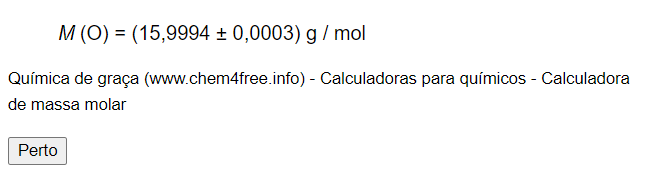 M (O) = (15,9994 ± 0,0003) g / mol
Química de graça (www.chem4free.info) - Calculadoras para químicos - Calculadora
de massa molar
Perto